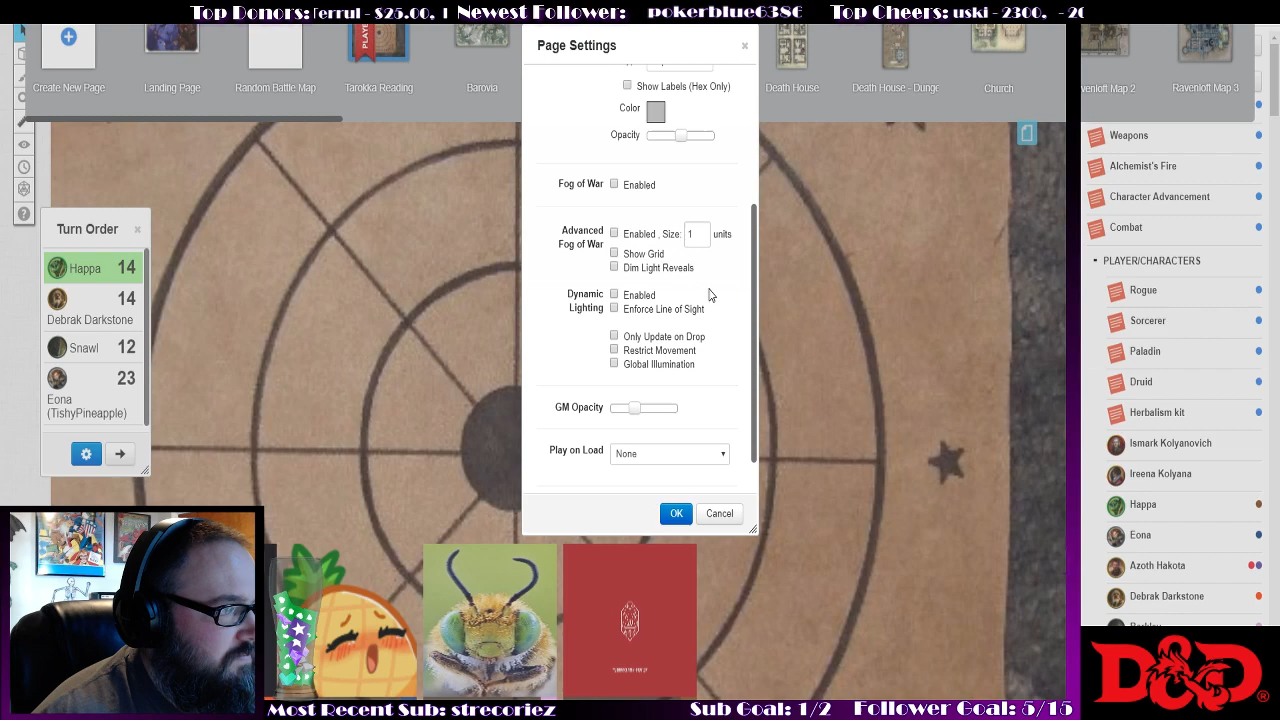 Top Donors: Terrul - $25.00, 1
Newest Follower: pokerblue6386
Top Cheers: uski - 2300, - 20
Create New Page
Landing Page
Random Battle Map
Tarokka Reading
Barovia
Death House
Death House - Dunge
Church
Ravenloft Map 2
Ravenloft Map 3
Page Settings
×
Show Labels (Hex Only)
Color
Opacity
Fog of War
Enabled
Advanced Fog of War
Enabled , Size: 1 units
Show Grid
Dim Light Reveals
Dynamic Lighting
Enabled
Enforce Line of Sight
Only Update on Drop
Restrict Movement
Global Illumination
GM Opacity
Play on Load
None
OK
Cancel
Turn Order
×
Happa 14
14
Debrak Darkstone
Snawl 12
23
Eona
(TishyPineapple)
Weapons
Alchemist's Fire
Character Advancement
Combat
PLAYER/CHARACTERS
Rogue
Sorcerer
Paladin
Druid
Herbalism kit
Ismark Kolyanovich
Ireena Kolyana
Happa
Eona
Azoth Hakota
Debrak Darkstone
D&D
Most Recent Sub: strecoriez
Sub Goal: 1/2
Follower Goal: 5/15